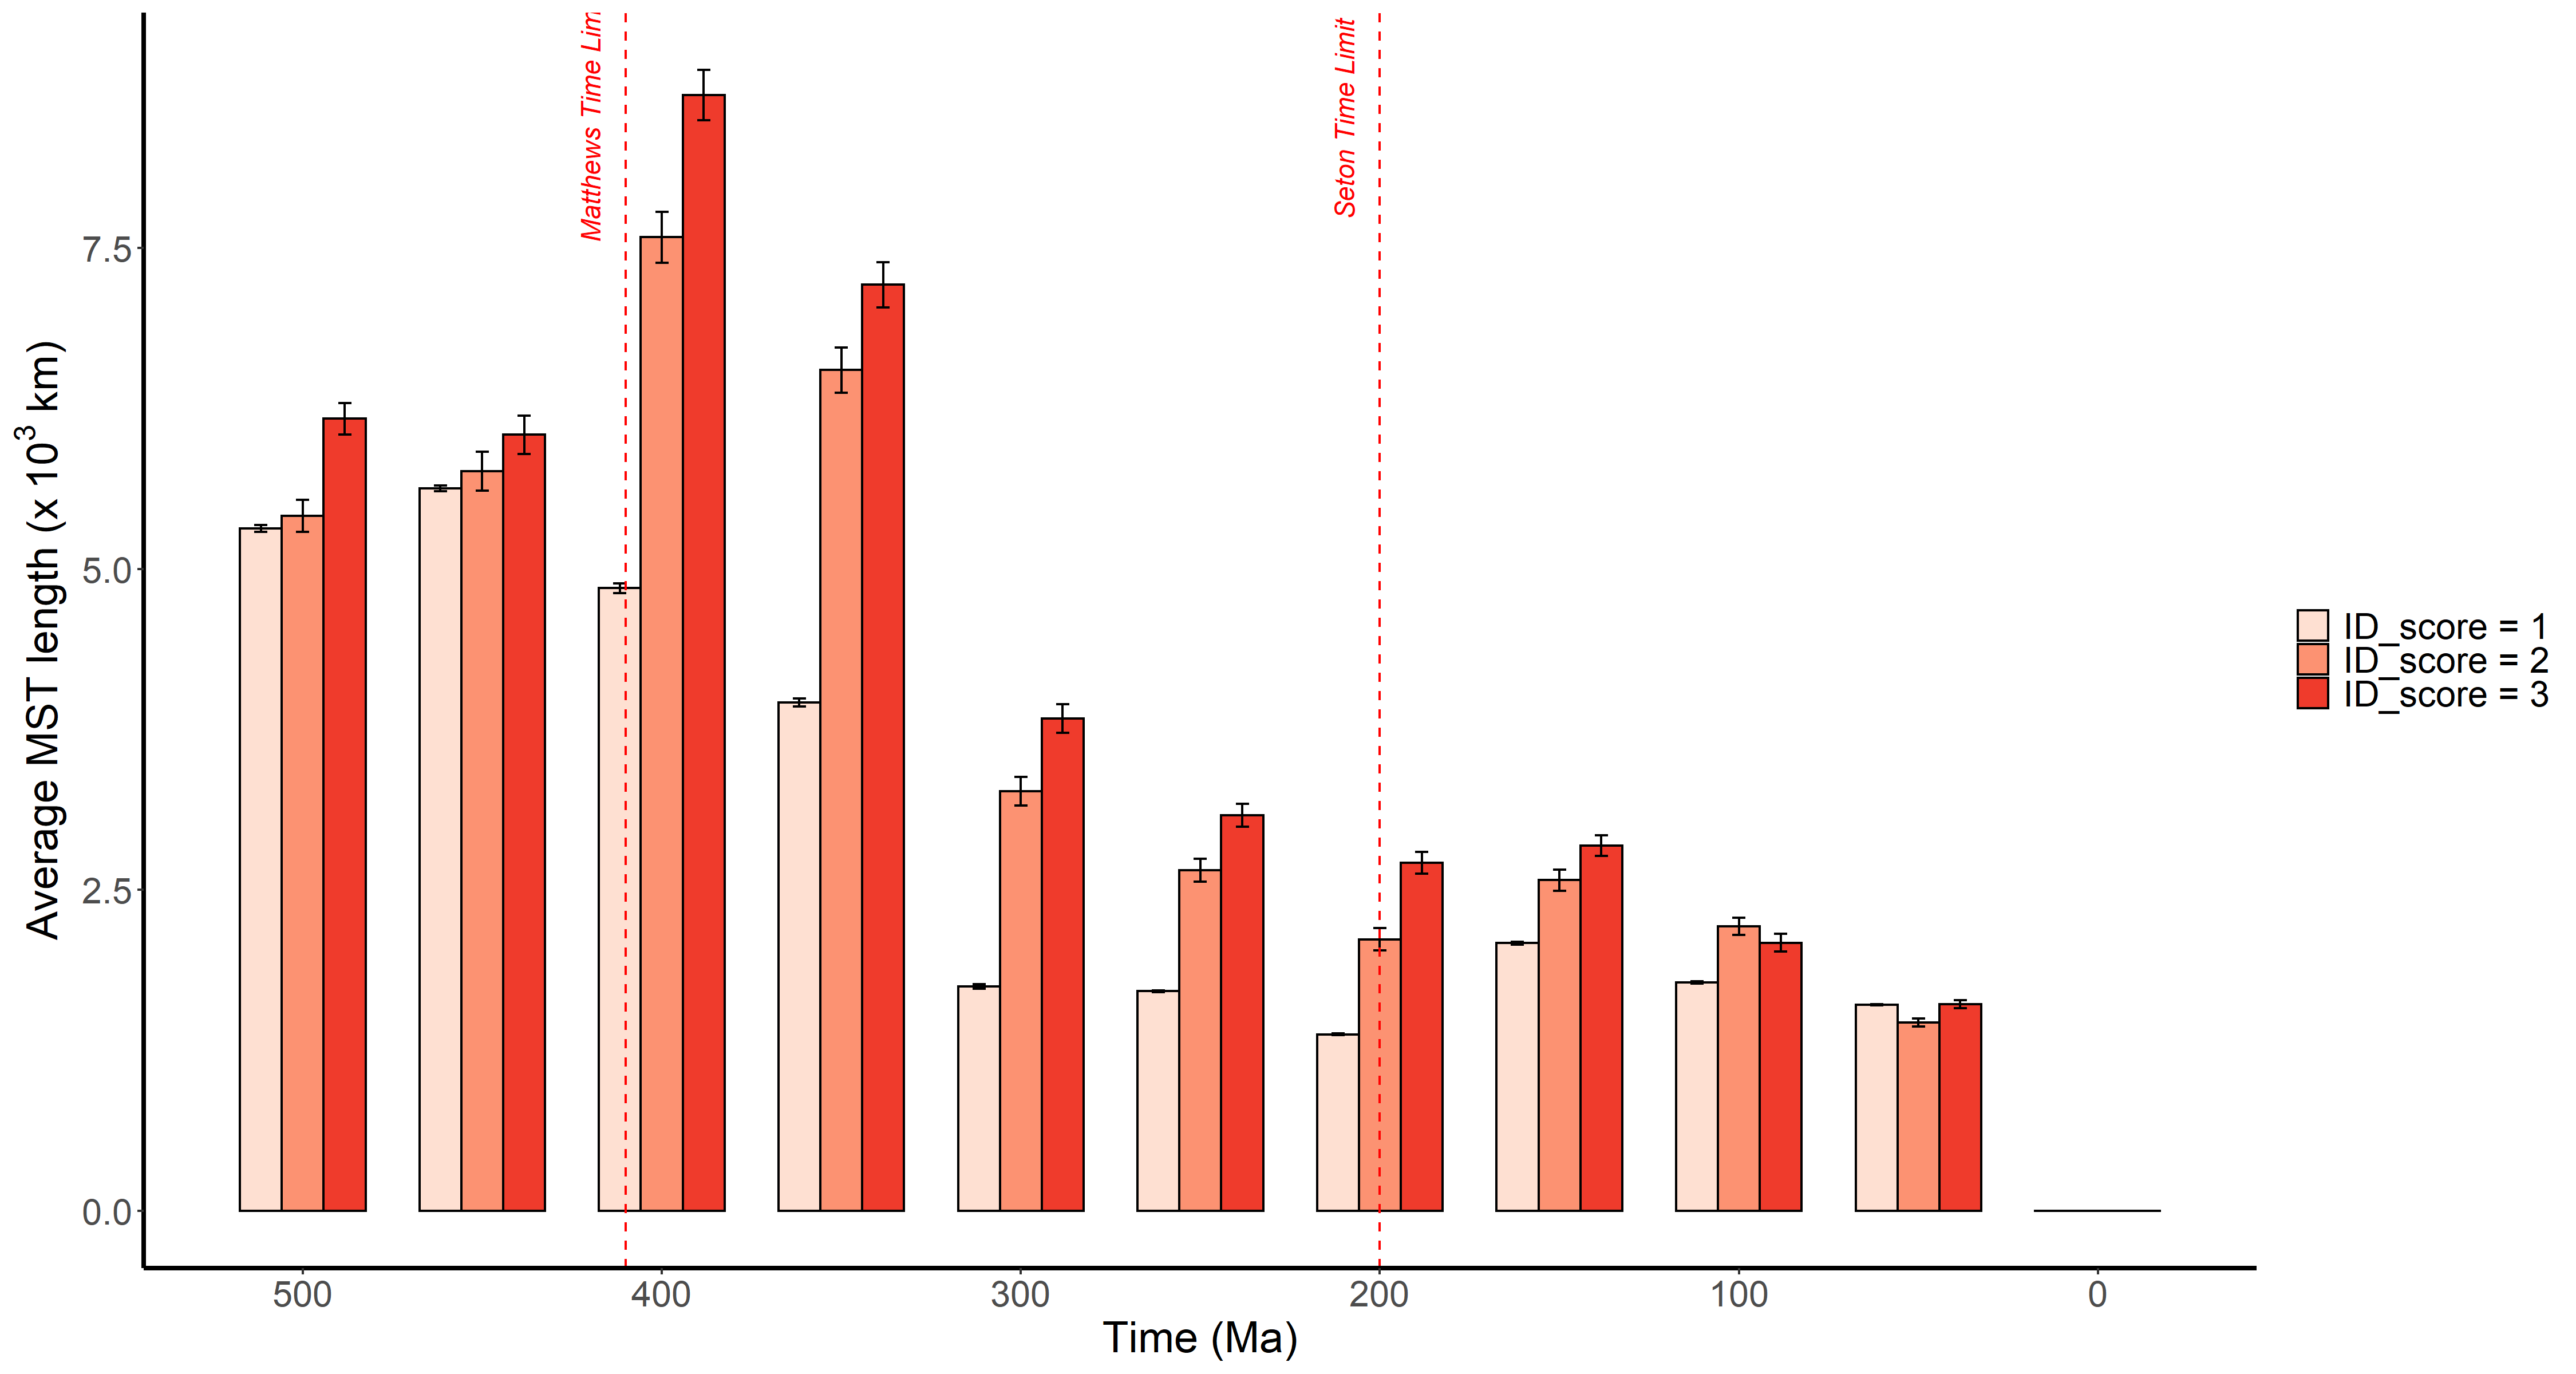 Average MST length (x 10³ km)
7.5
5.0
2.5
0.0
Matthews Time Lim
Seton Time Limit
500
400
300
200
100
0
Time (Ma)
ID_score = 1
ID_score = 2
ID_score = 3